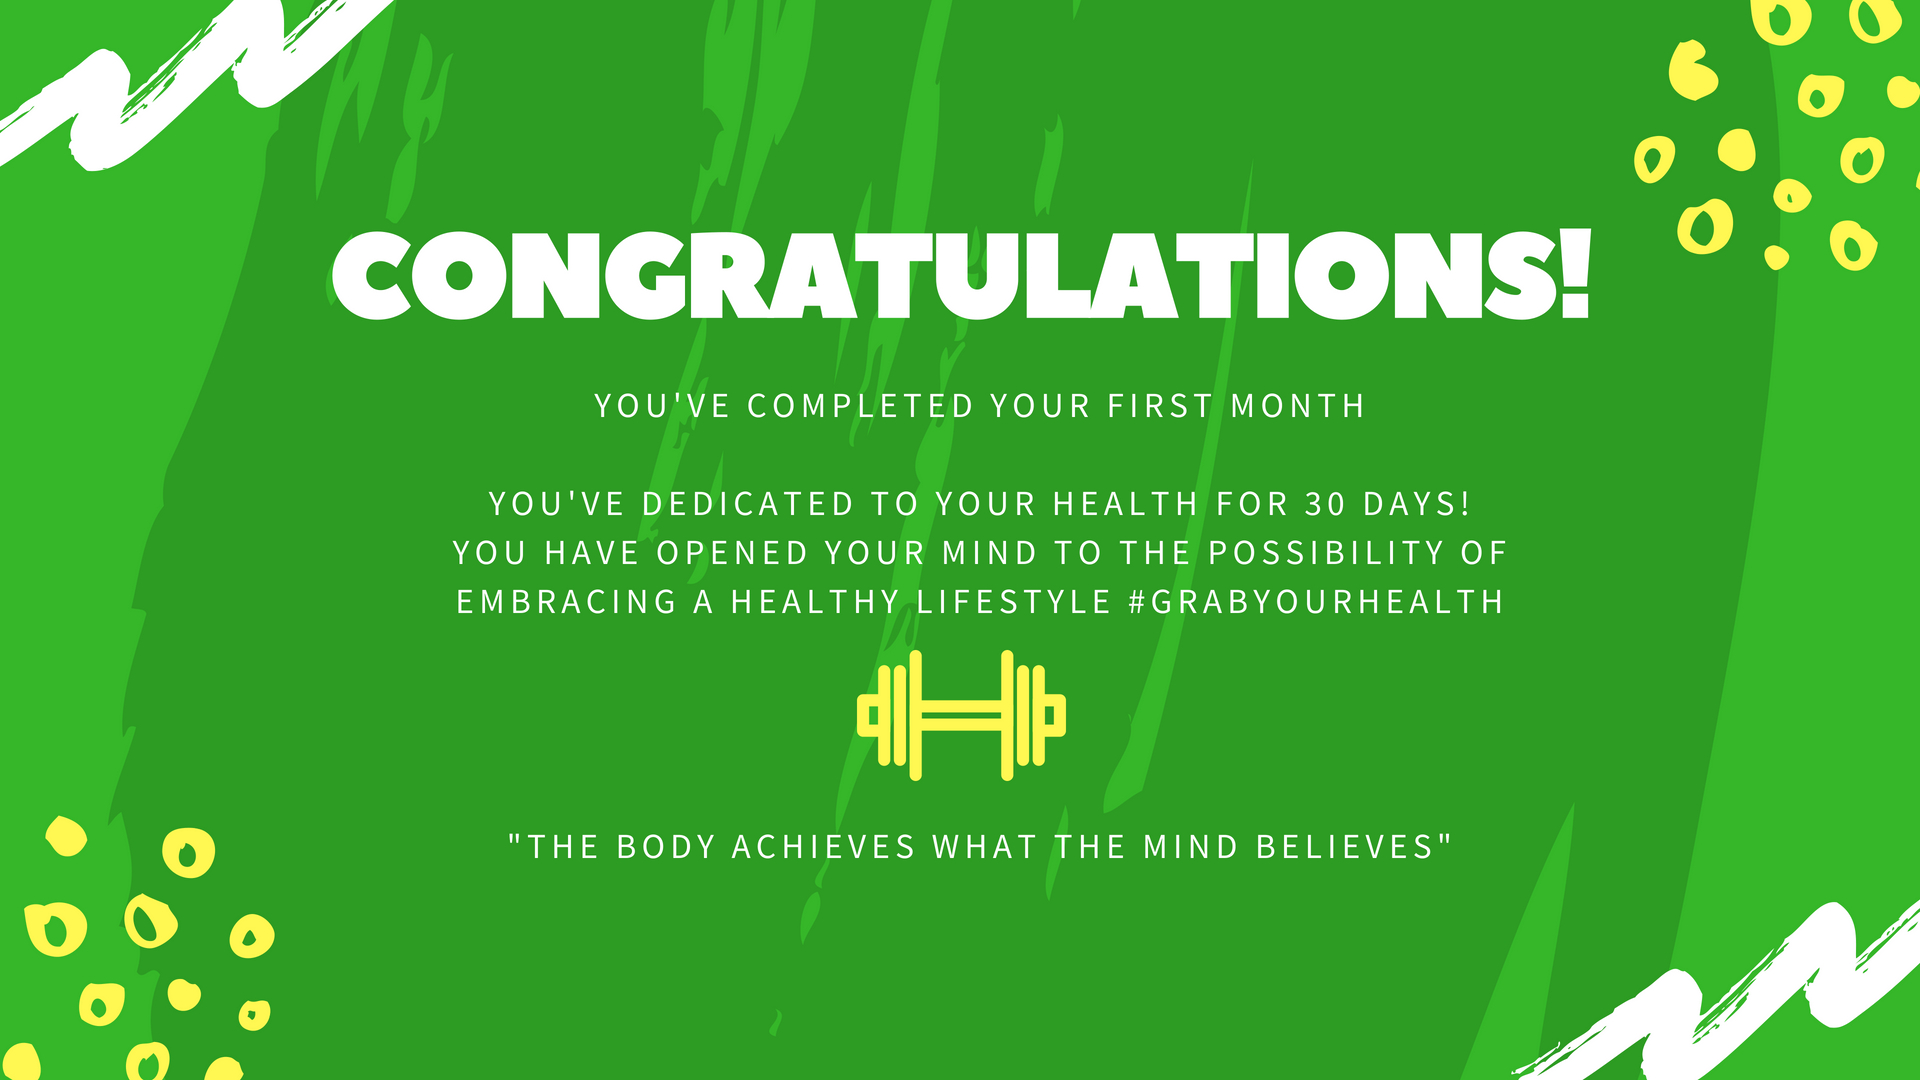 CONGRATULATIONS!
YOU'VE COMPLETED YOUR FIRST MONTH
YOU'VE DEDICATED TO YOUR HEALTH FOR 30 DAYS!
YOU HAVE OPENED YOUR MIND TO THE POSSIBILITY OF
EMBRACING A HEALTHY LIFESTYLE #GRABYOURHEALTH
"THE BODY ACHIEVES WHAT THE MIND BELIEVES"